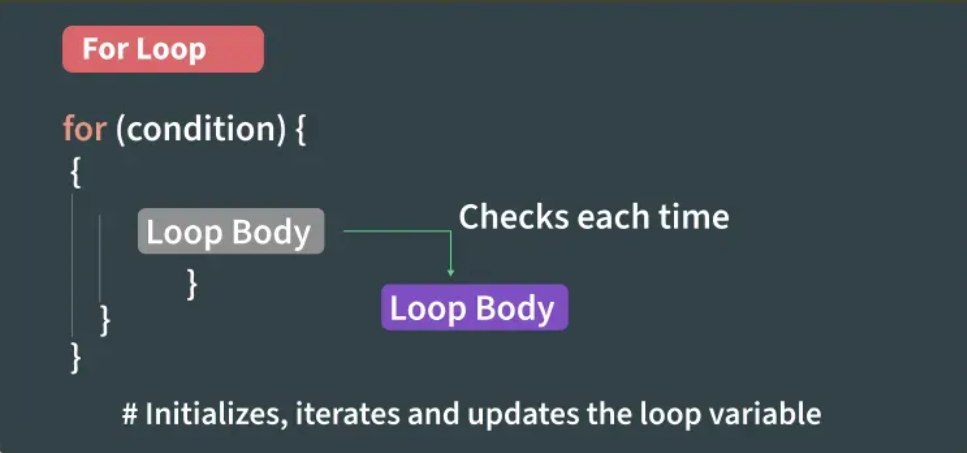 For Loop
for (condition) {
{
Loop Body
Checks each time
}
Loop Body
}
}
# Initializes, iterates and updates the loop variable